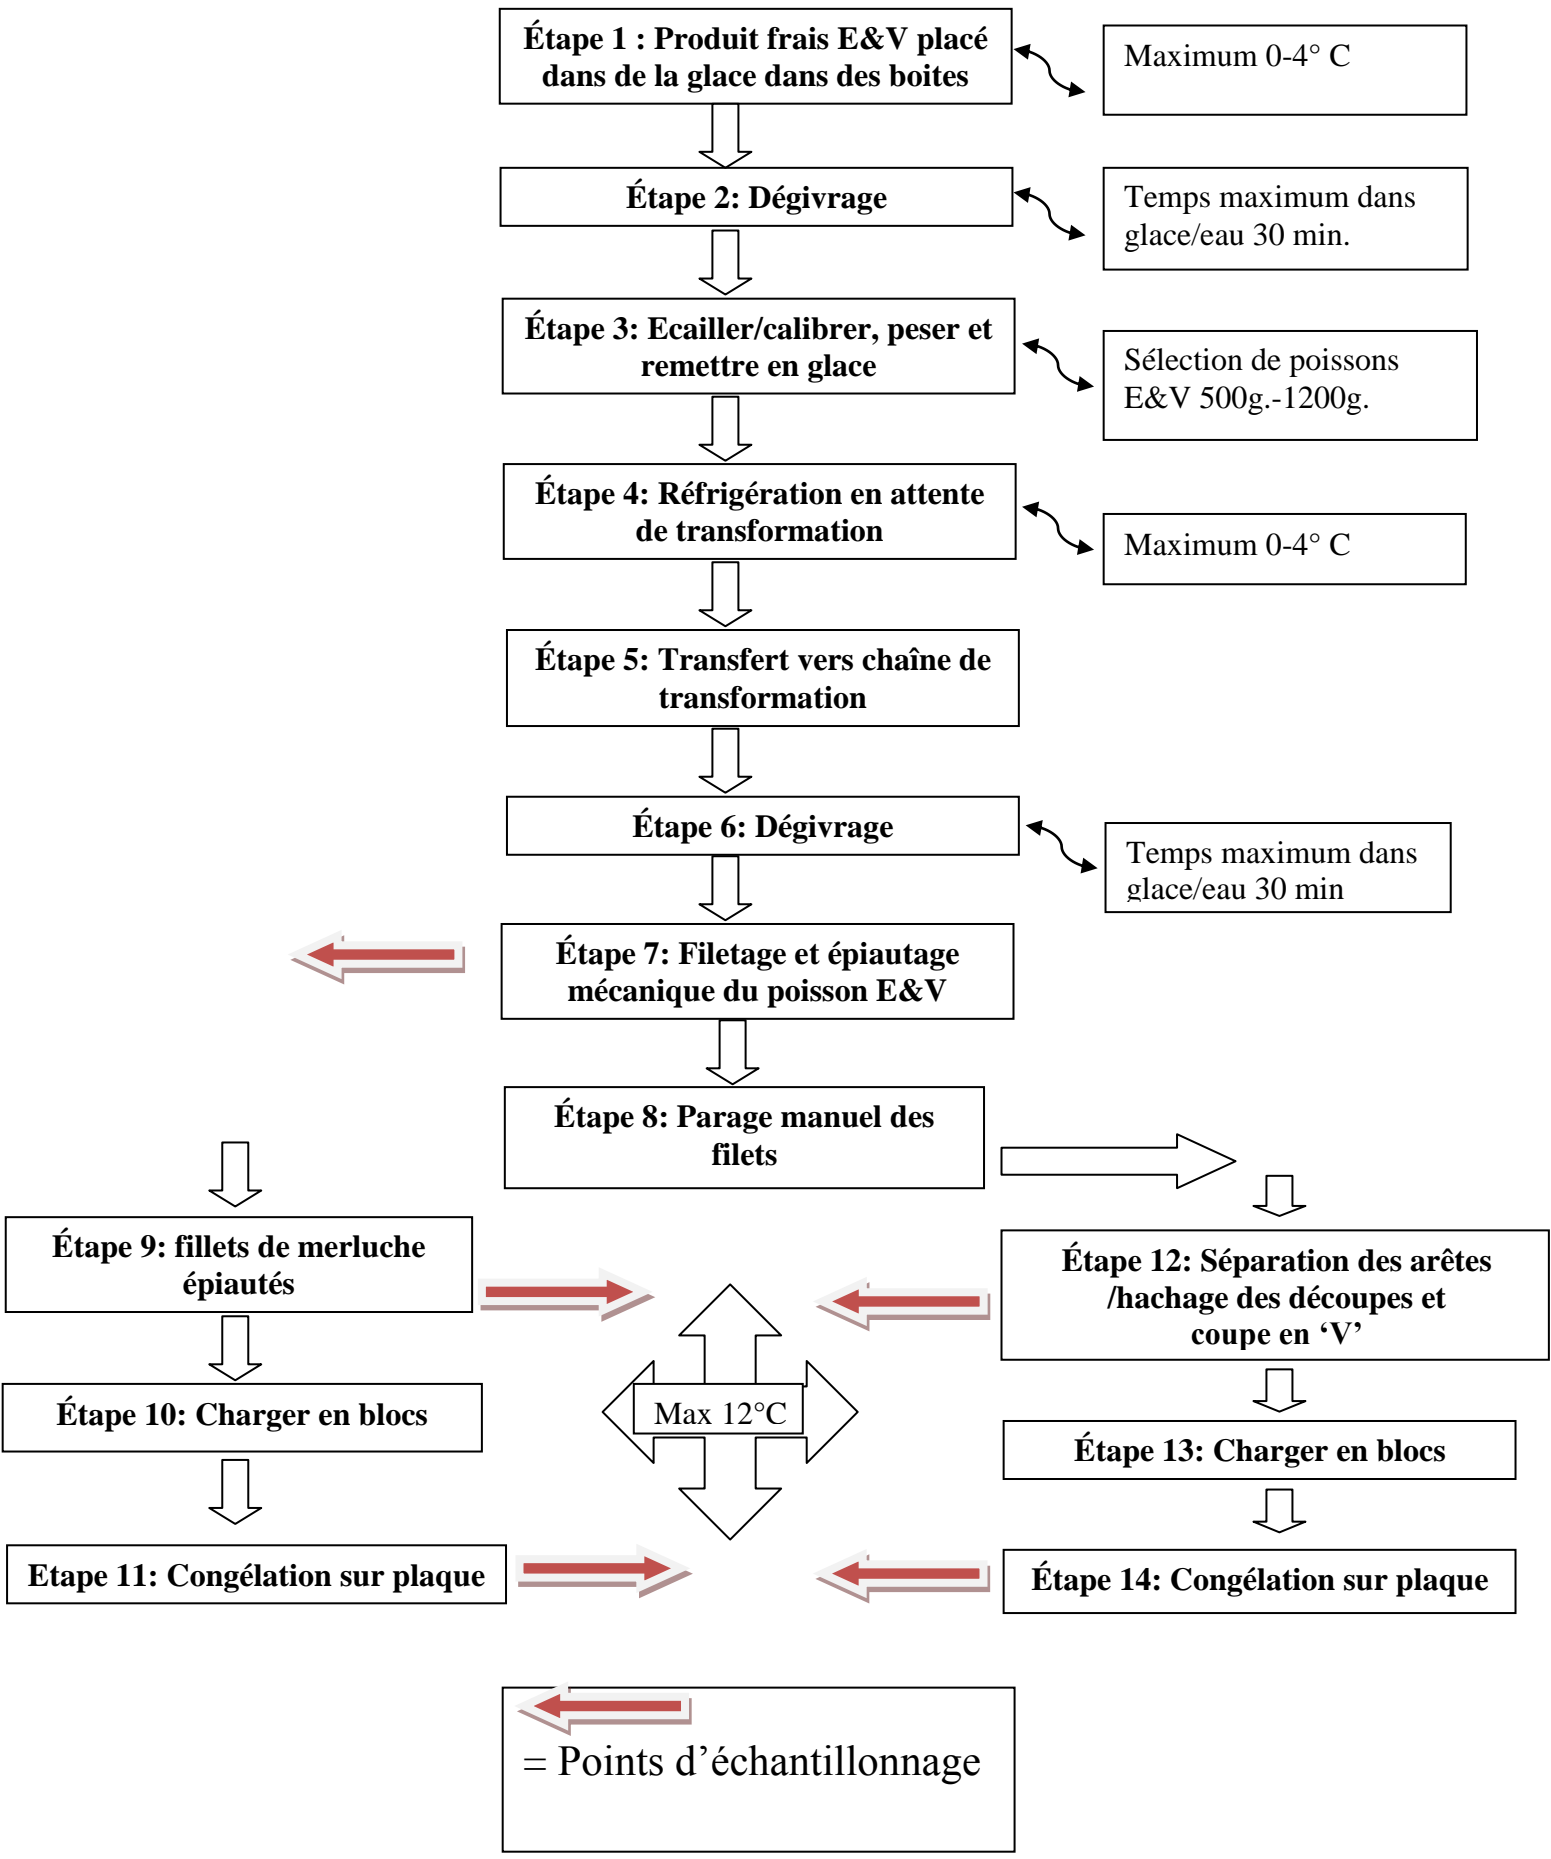 Étape 1 : Produit frais E&V placé
dans de la glace dans des boites
Maximum 0-4° C
Étape 2: Dégivrage
Temps maximum dans
glace/eau 30 min.
Étape 3: Ecailler/calibrer, peser et
remettre en glace
Sélection de poissons
E&V 500g.-1200g.
Étape 4: Réfrigération en attente
de transformation
Maximum 0-4° C
Étape 5: Transfert vers chaîne de
transformation
Étape 6: Dégivrage
Temps maximum dans
glace/eau 30 min
Étape 7: Filetage et épiautage
mécanique du poisson E&V
Étape 8: Parage manuel des
filets
Étape 9: fillets de merluche
épiautés
Étape 12: Séparation des arêtes
/hachage des découpes et
coupe en ‘V’
Étape 10: Charger en blocs
Max 12°C
Étape 13: Charger en blocs
Etape 11: Congélation sur plaque
Étape 14: Congélation sur plaque
= Points d’échantillonnage